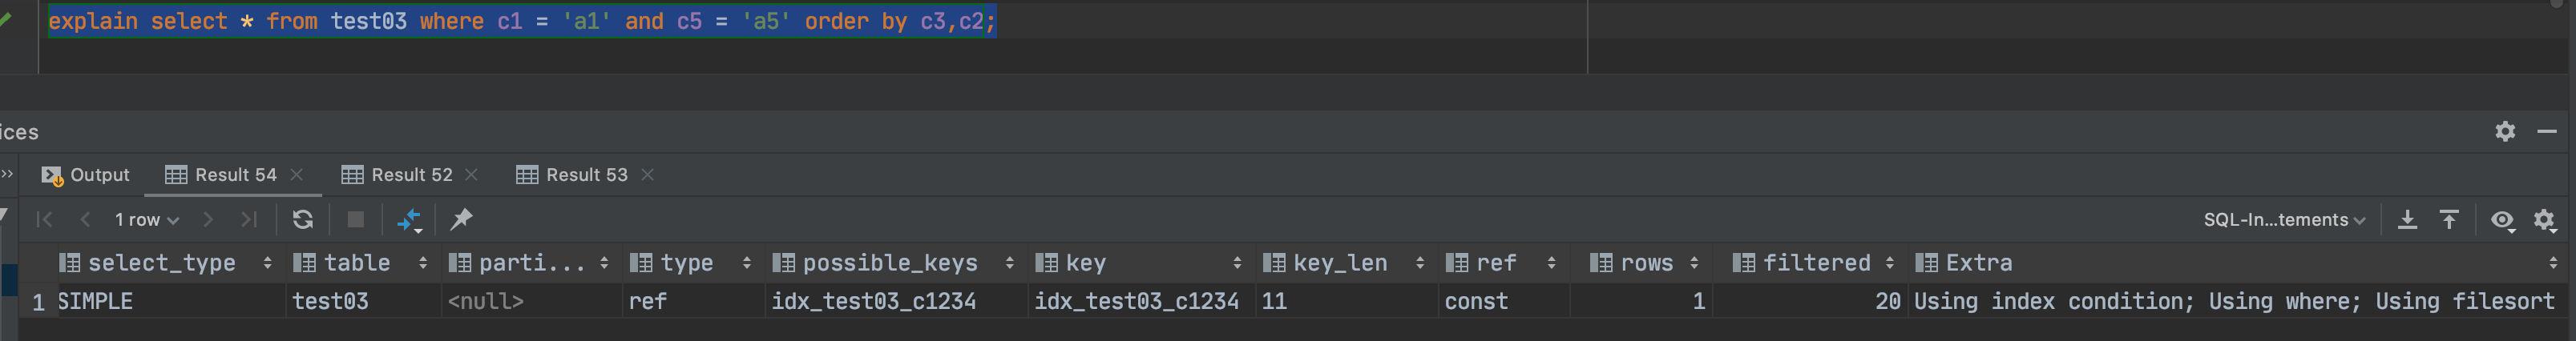 explain select * from test03 where c1 = 'a1' and c5 = 'a5' order by c3,c2;
ices
Output Result 54 Result 52 Result 53
1 row SQL-In...tements
select_type table parti... type possible_keys key key_len ref rows filtered Extra
1 SIMPLE test03 <null> ref idx_test03_c1234 idx_test03_c1234 11 const 1 20 Using index condition; Using where; Using filesort